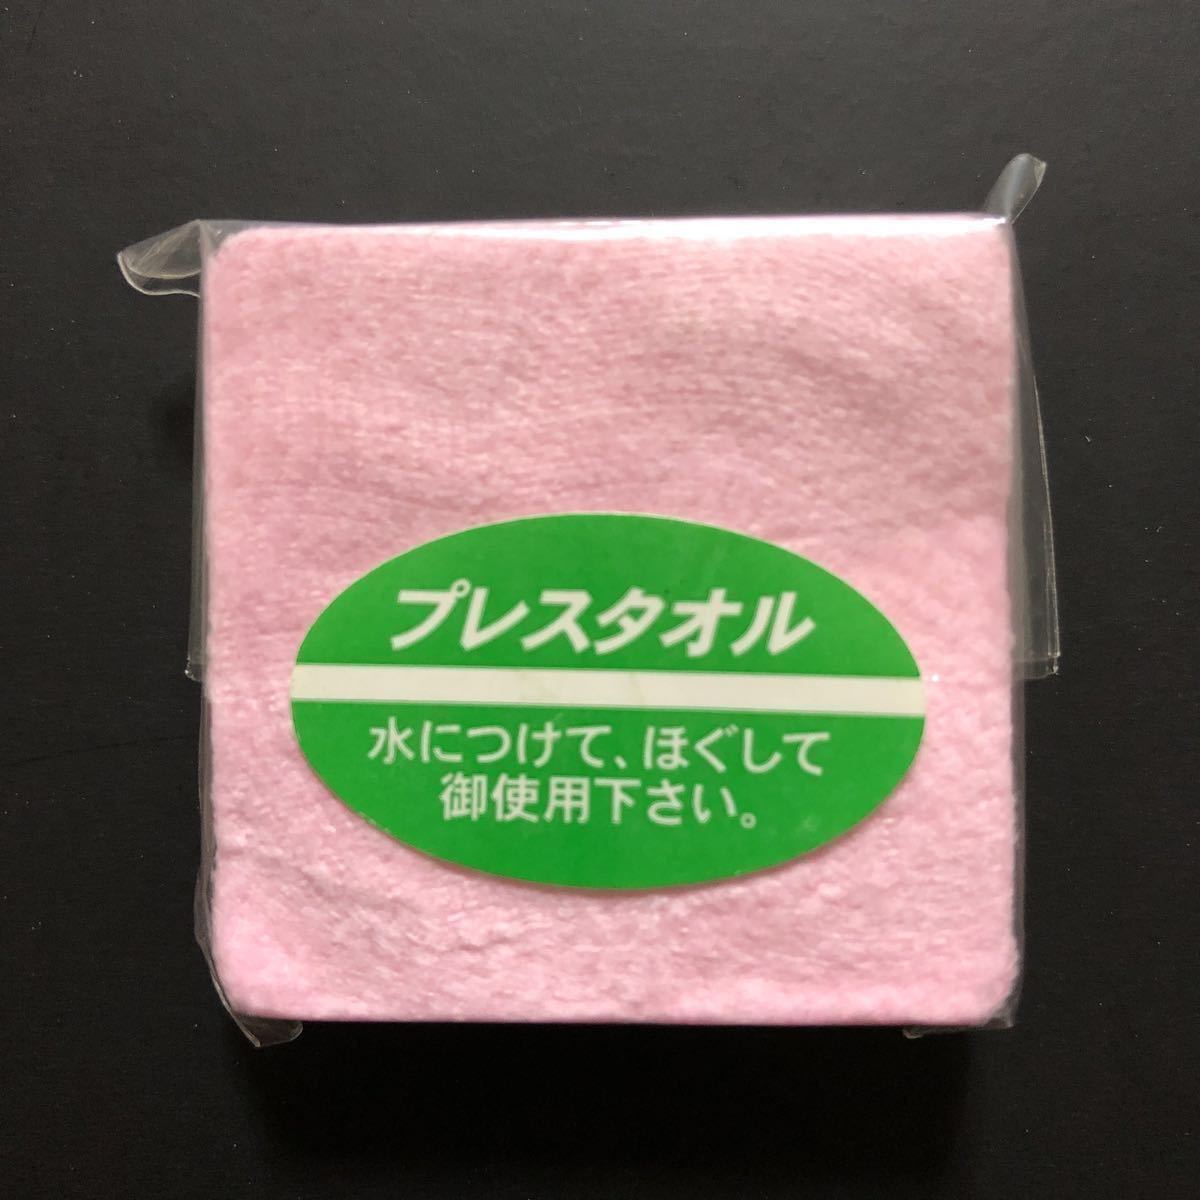 プレスタオル
水につけて、ほぐして
御使用下さい。